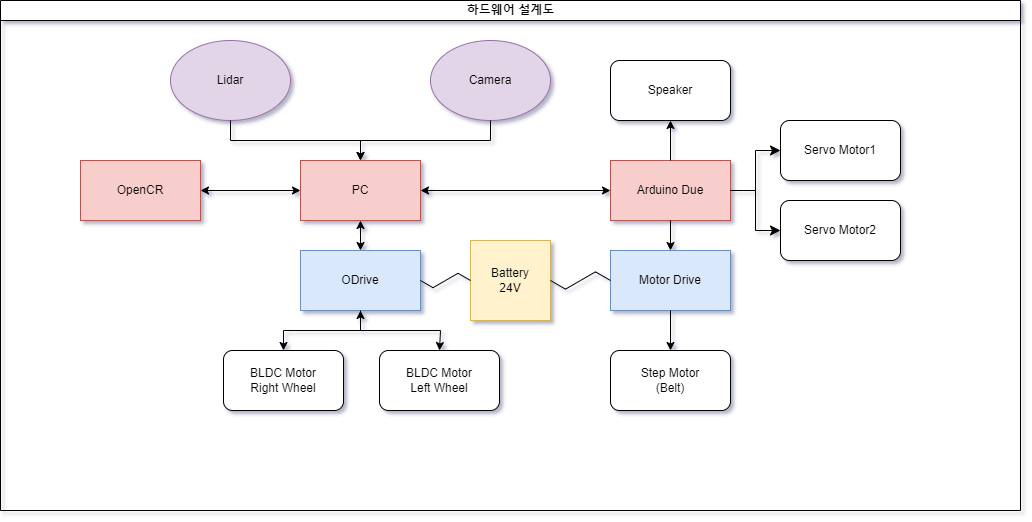 하드웨어 설계도
Lidar
Camera
Speaker
Servo Motor1
OpenCR
PC
Arduino Due
Servo Motor2
ODrive
Battery
24V
Motor Drive
BLDC Motor
Right Wheel
BLDC Motor
Left Wheel
Step Motor
(Belt)